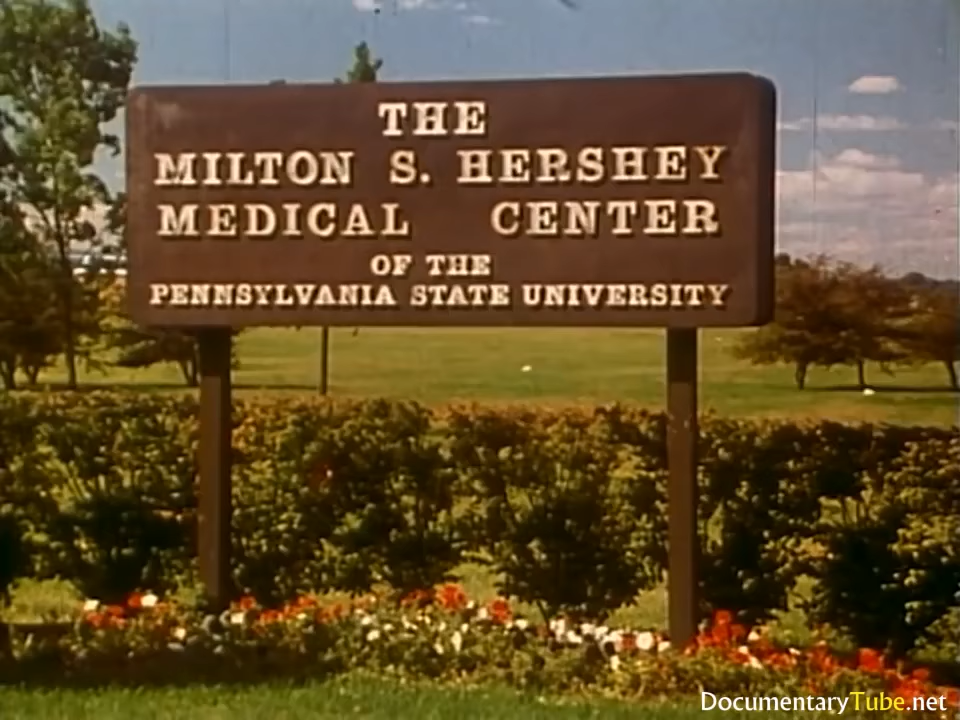 THE
MILTON S. HERSHEY
MEDICAL CENTER
OF THE
PENNSYLVANIA STATE UNIVERSITY
DocumentaryTube.net